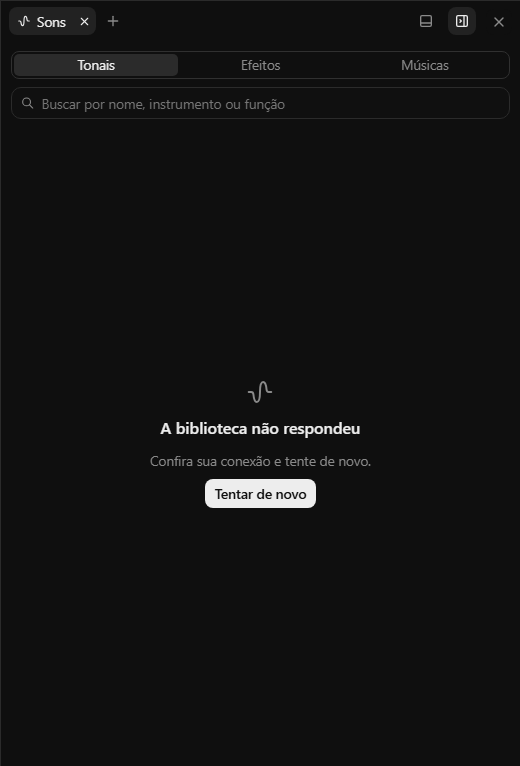 Sons
Tonais
Efeitos
Músicas
Buscar por nome, instrumento ou função
A biblioteca não respondeu
Confira sua conexão e tente de novo.
Tentar de novo